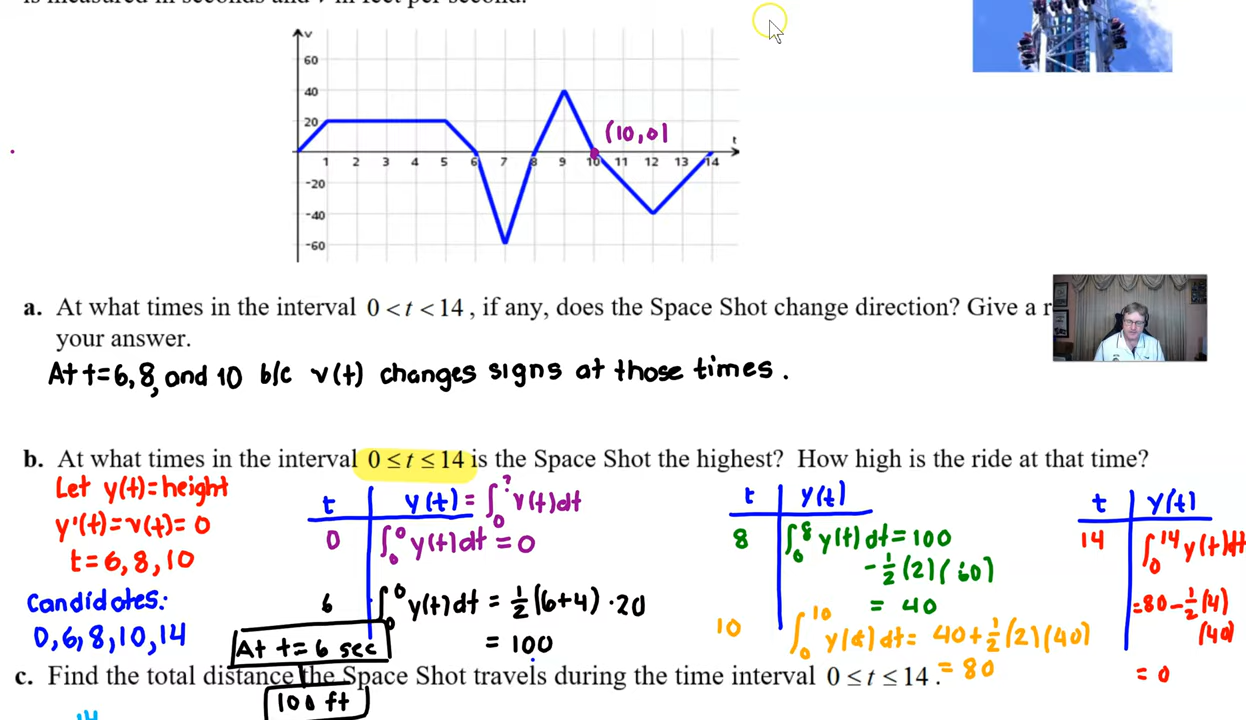 is measured in seconds and v in feet per second.
v
60
40
20
-20
-40
-60
1 2 3 4 5 6 7 8 9 10 11 12 13 14
t
(10,0)
a. At what times in the interval 0 < t < 14, if any, does the Space Shot change direction? Give a r
your answer.
At t=6,8, and 10 b/c v(t) changes signs at those times.
b. At what times in the interval 0 ≤ t ≤ 14 is the Space Shot the highest? How high is the ride at that time?
Let y(t)=height
y'(t)=v(t)=0
t=6,8,10
Candidates:
0,6,8,10,14
t y(t) = ∫₀^? v(t)dt
0 ∫₀⁰ y(t)dt = 0
6 ∫₀⁰ y(t)dt = ½(6+4)·20
= 100
At t=6 sec
100 ft
t y(t)
8 ∫₀⁸ y(t)dt = 100
-½(2)(60)
= 40
10 ∫₀¹⁰ y(t)dt = 40+½(2)(40)
= 80
t y(t)
14 ∫₀¹⁴ y(t)dt
=80-½(4)
(40)
= 0
c. Find the total distance the Space Shot travels during the time interval 0 ≤ t ≤ 14.
14